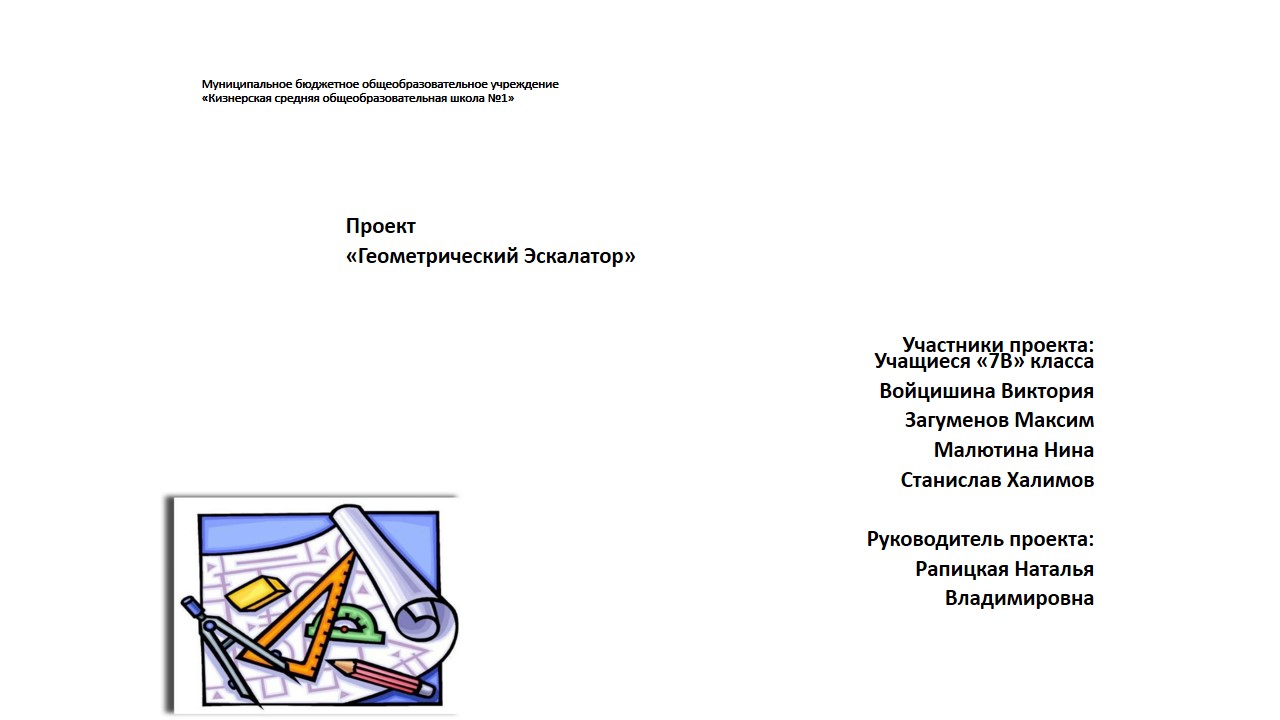 Муниципальное бюджетное общеобразовательное учреждение
«Кизнерская средняя общеобразовательная школа №1»
Проект
«Геометрический Эскалатор»
Участники проекта:
Учащиеся «7В» класса
Войцишина Виктория
Загуменов Максим
Малютина Нина
Станислав Халимов
Руководитель проекта:
Рапицкая Наталья
Владимировна